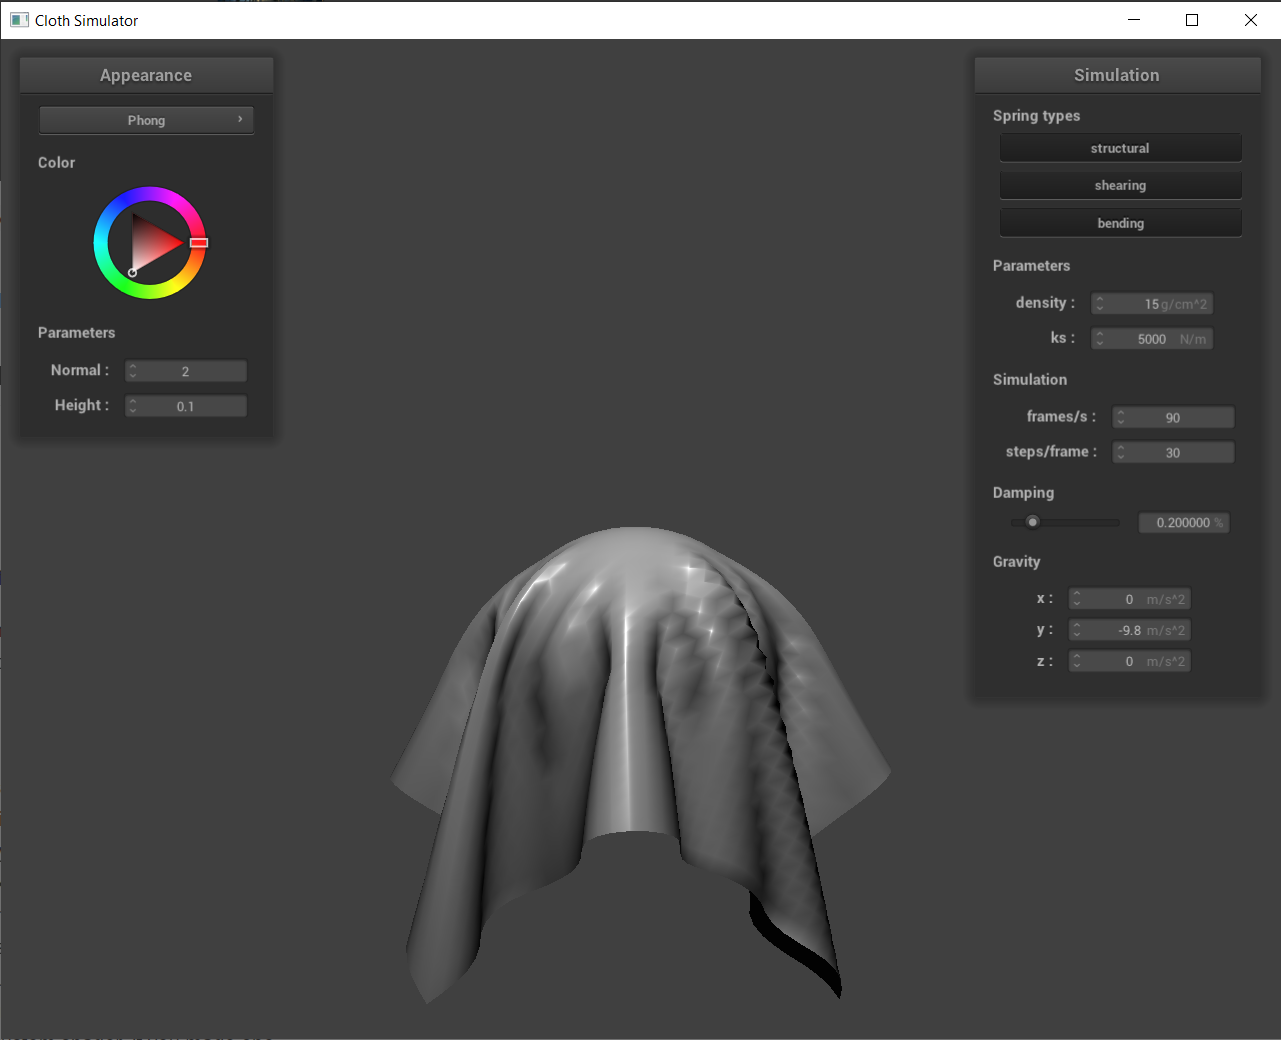 Cloth Simulator
Appearance
Phong
Color
Parameters
Normal : 2
Height : 0.1
Simulation
Spring types
structural
shearing
bending
Parameters
density : 15 g/cm^2
ks : 5000 N/m
Simulation
frames/s : 90
steps/frame : 30
Damping
0.200000 %
Gravity
x : 0 m/s^2
y : -9.8 m/s^2
z : 0 m/s^2